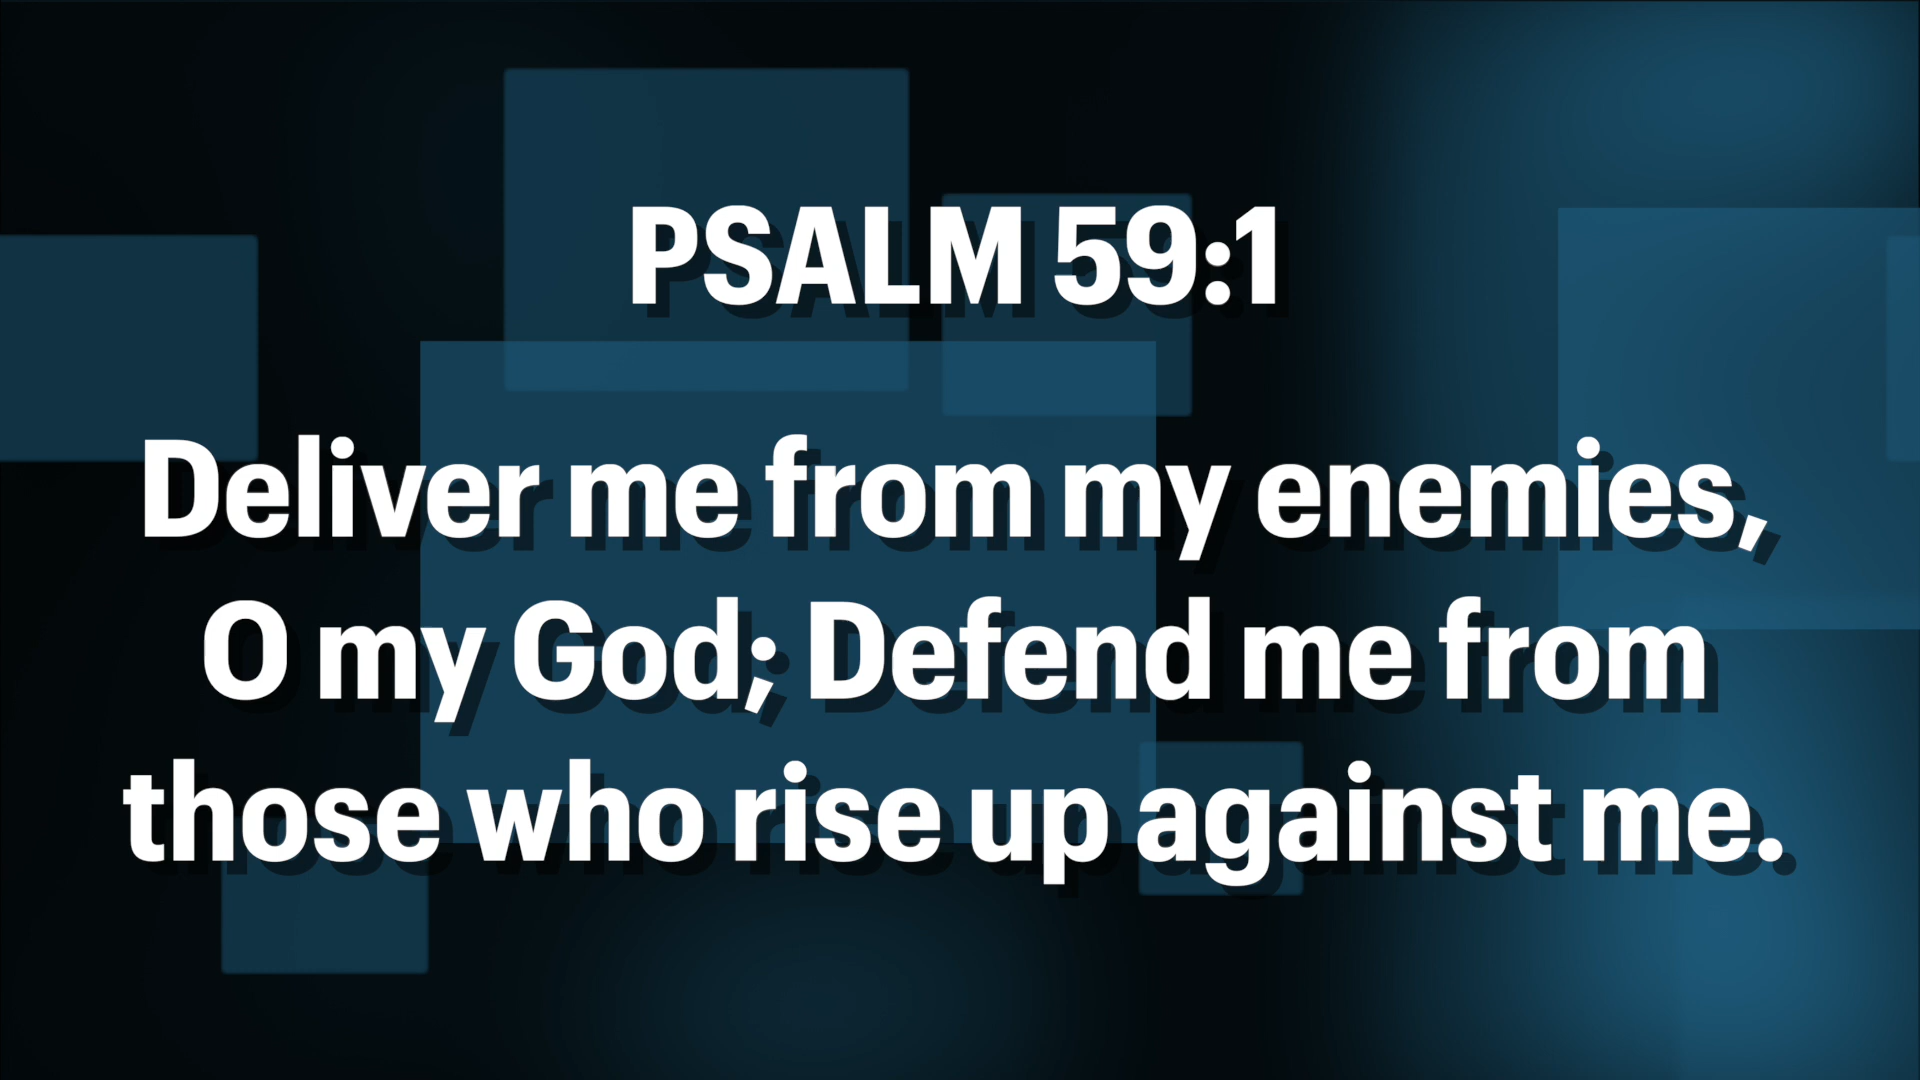 PSALM 59:1
Deliver me from my enemies,
O my God; Defend me from
those who rise up against me.